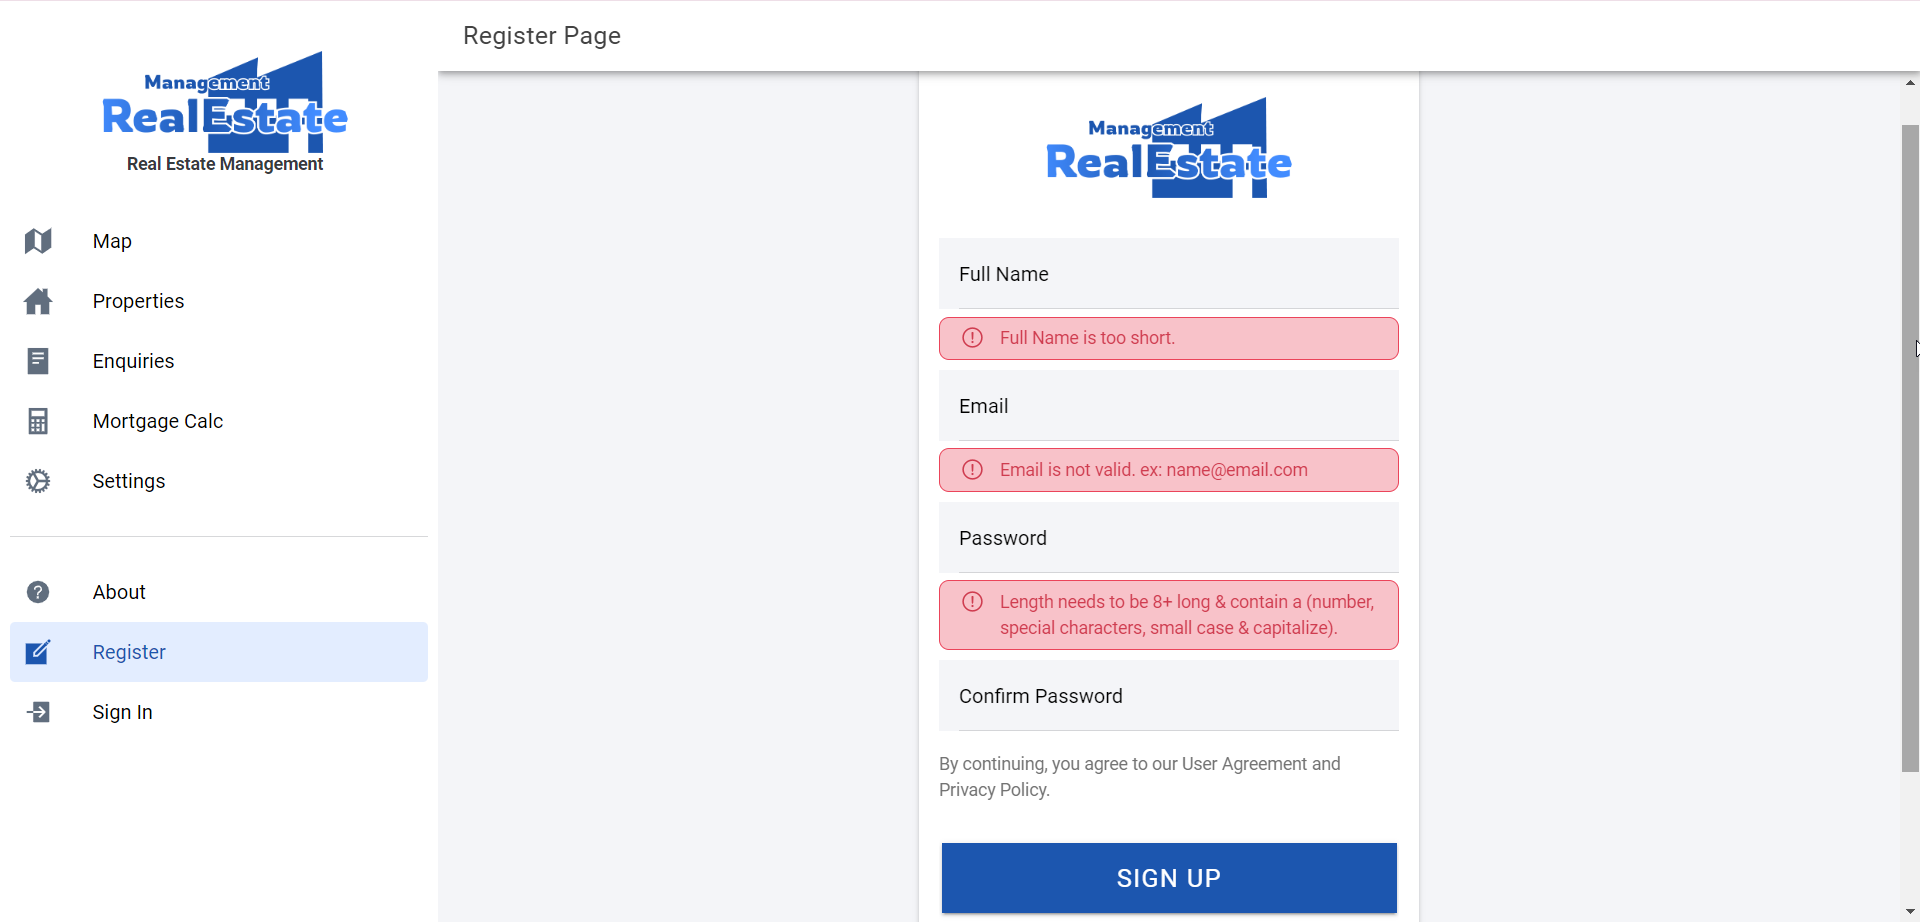 Register Page
Management
RealEstate
Real Estate Management
Map
Properties
Enquiries
Mortgage Calc
Settings
About
Register
Sign In
Management
RealEstate
Full Name
Full Name is too short.
Email
Email is not valid. ex: name@email.com
Password
Length needs to be 8+ long & contain a (number,
special characters, small case & capitalize).
Confirm Password
By continuing, you agree to our User Agreement and
Privacy Policy.
SIGN UP